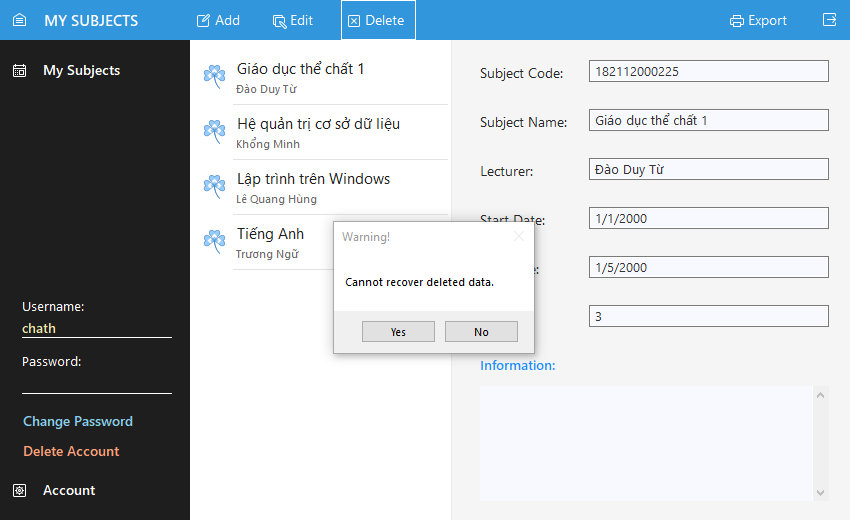 MY SUBJECTS
Add
Edit
Delete
Export
My Subjects
Giáo dục thể chất 1
Đào Duy Từ
Hệ quản trị cơ sở dữ liệu
Khổng Minh
Lập trình trên Windows
Lê Quang Hùng
Tiếng Anh
Trương Ngữ
Subject Code:
182112000225
Subject Name:
Giáo dục thể chất 1
Lecturer:
Đào Duy Từ
Start Date:
1/1/2000
1/5/2000
3
Information:
Warning!
Cannot recover deleted data.
Yes
No
Username:
chath
Password:
Change Password
Delete Account
Account